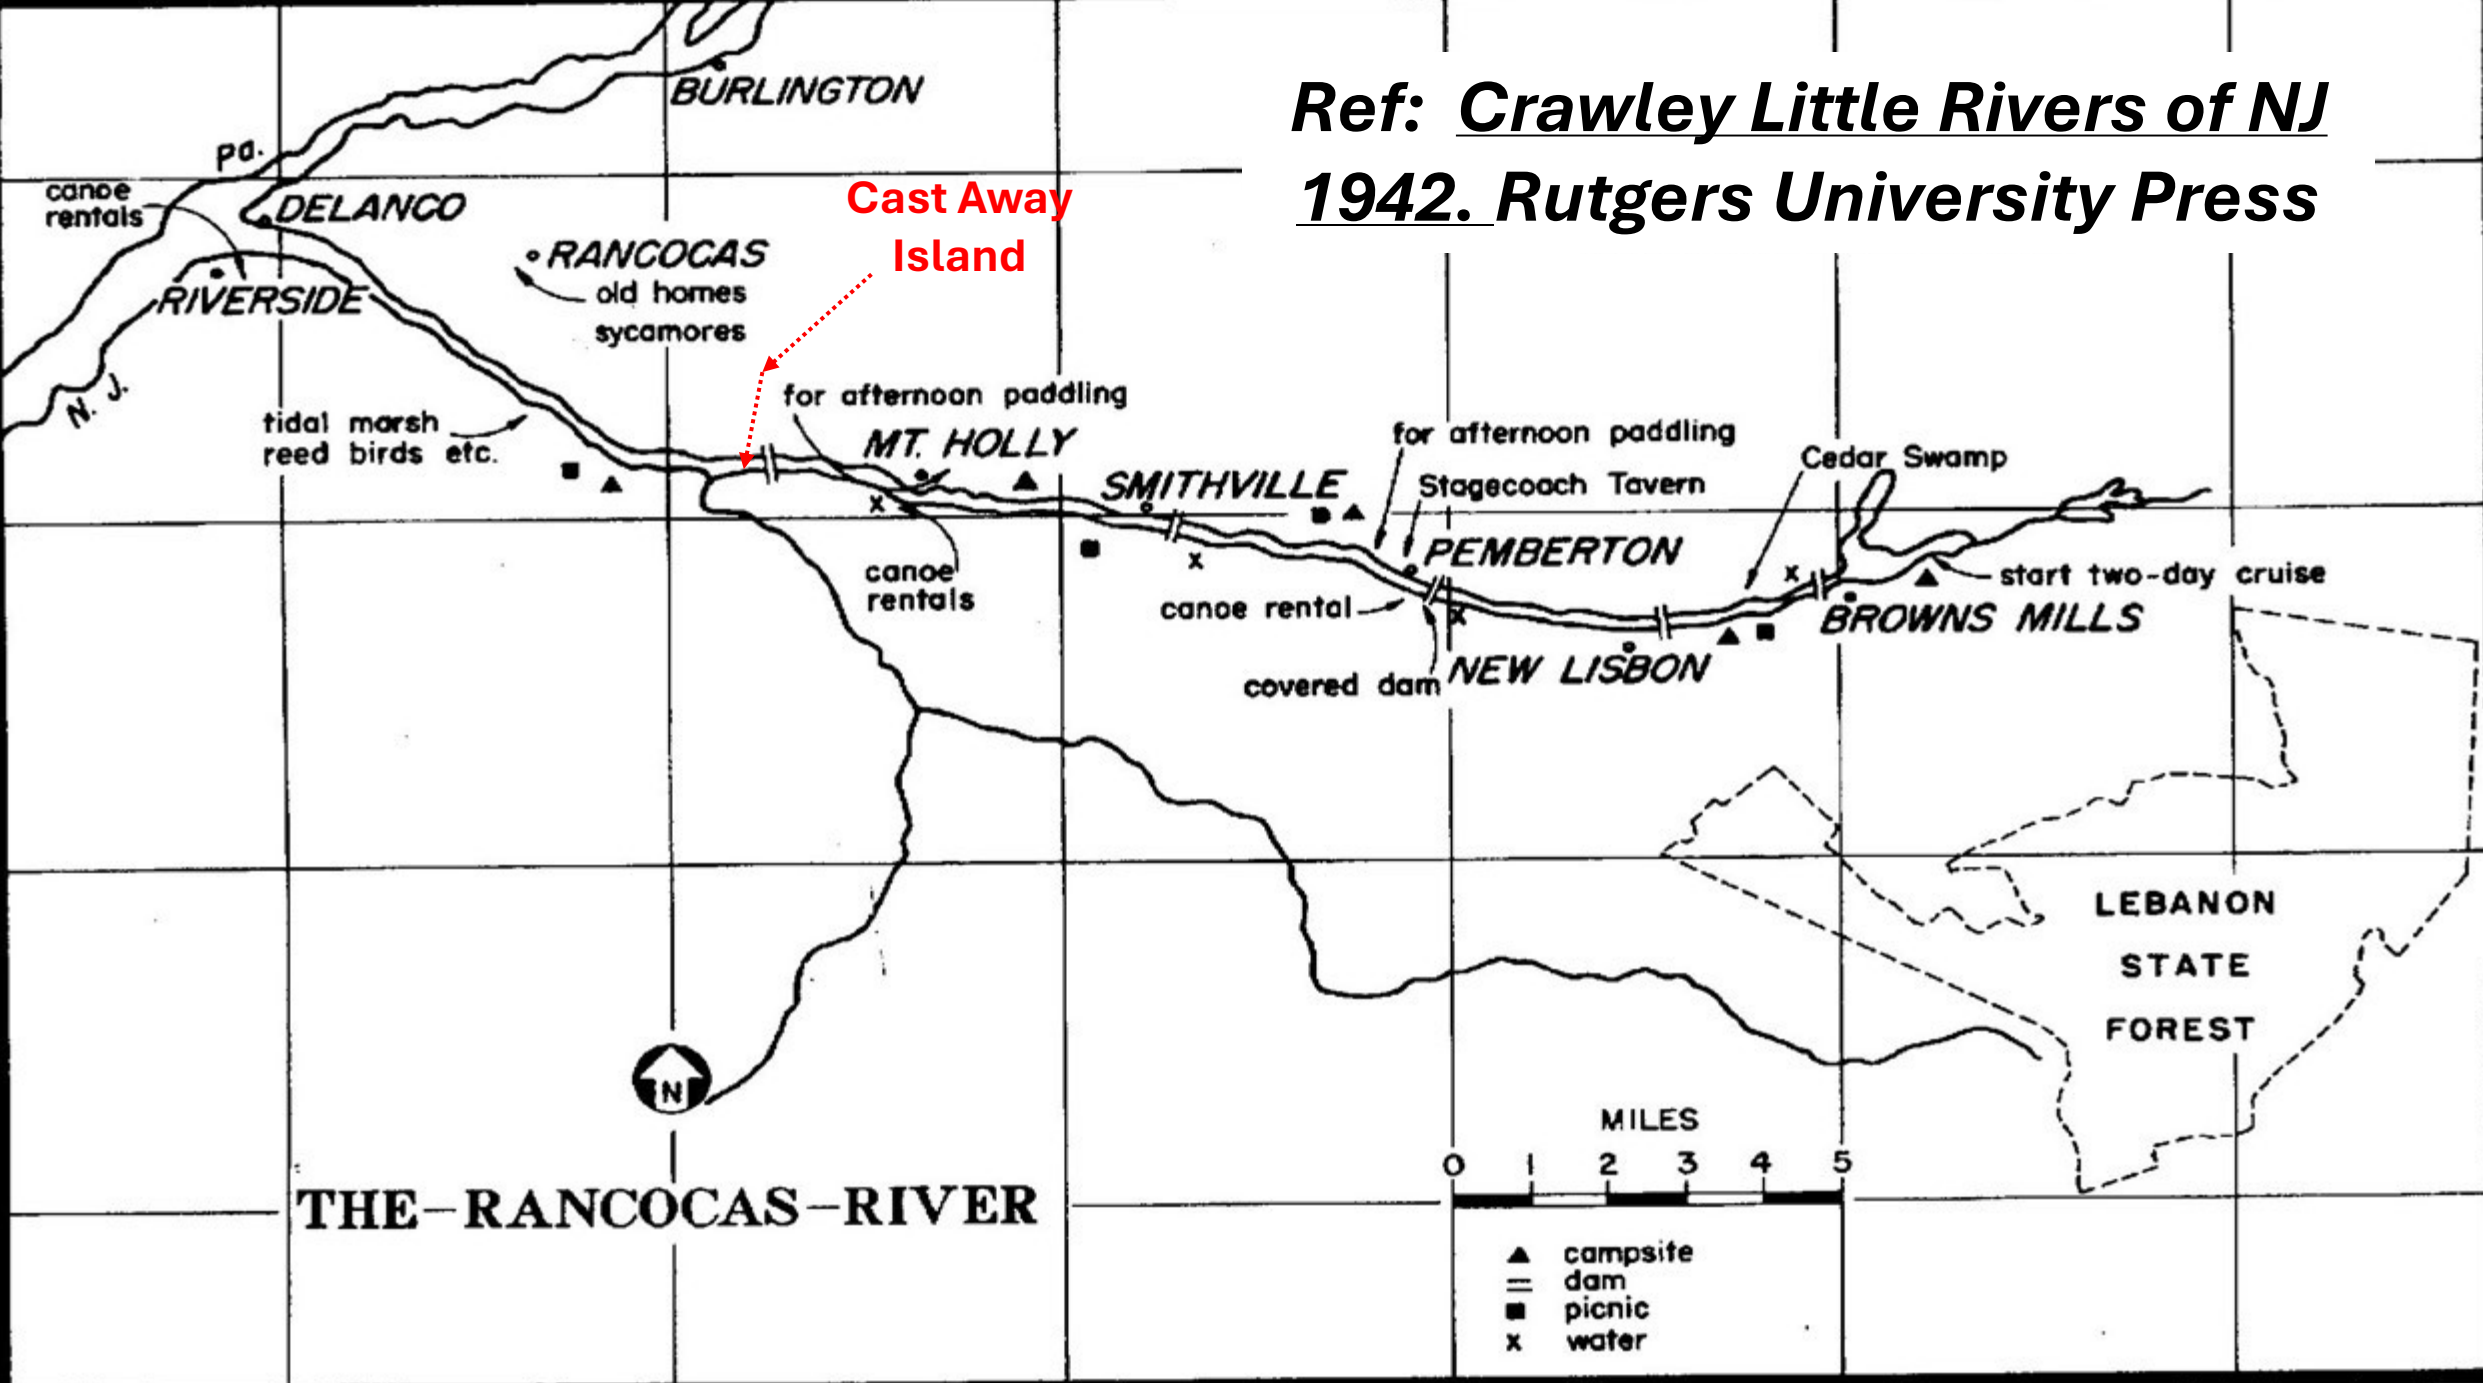 BURLINGTON
Ref: Crawley Little Rivers of NJ
1942. Rutgers University Press
Pa.
canoe
rentals
DELANCO
Cast Away
Island
RANCOCAS
old homes
sycamores
RIVERSIDE
N. J.
tidal marsh
reed birds etc.
for afternoon paddling
MT. HOLLY
canoe
rentals
SMITHVILLE
for afternoon paddling
Stagecoach Tavern
Cedar Swamp
PEMBERTON
canoe rental
covered dam
NEW LISBON
start two-day cruise
BROWNS MILLS
LEBANON
STATE
FOREST
N
THE-RANCOCAS-RIVER
MILES
0 1 2 3 4 5
campsite
dam
picnic
x water